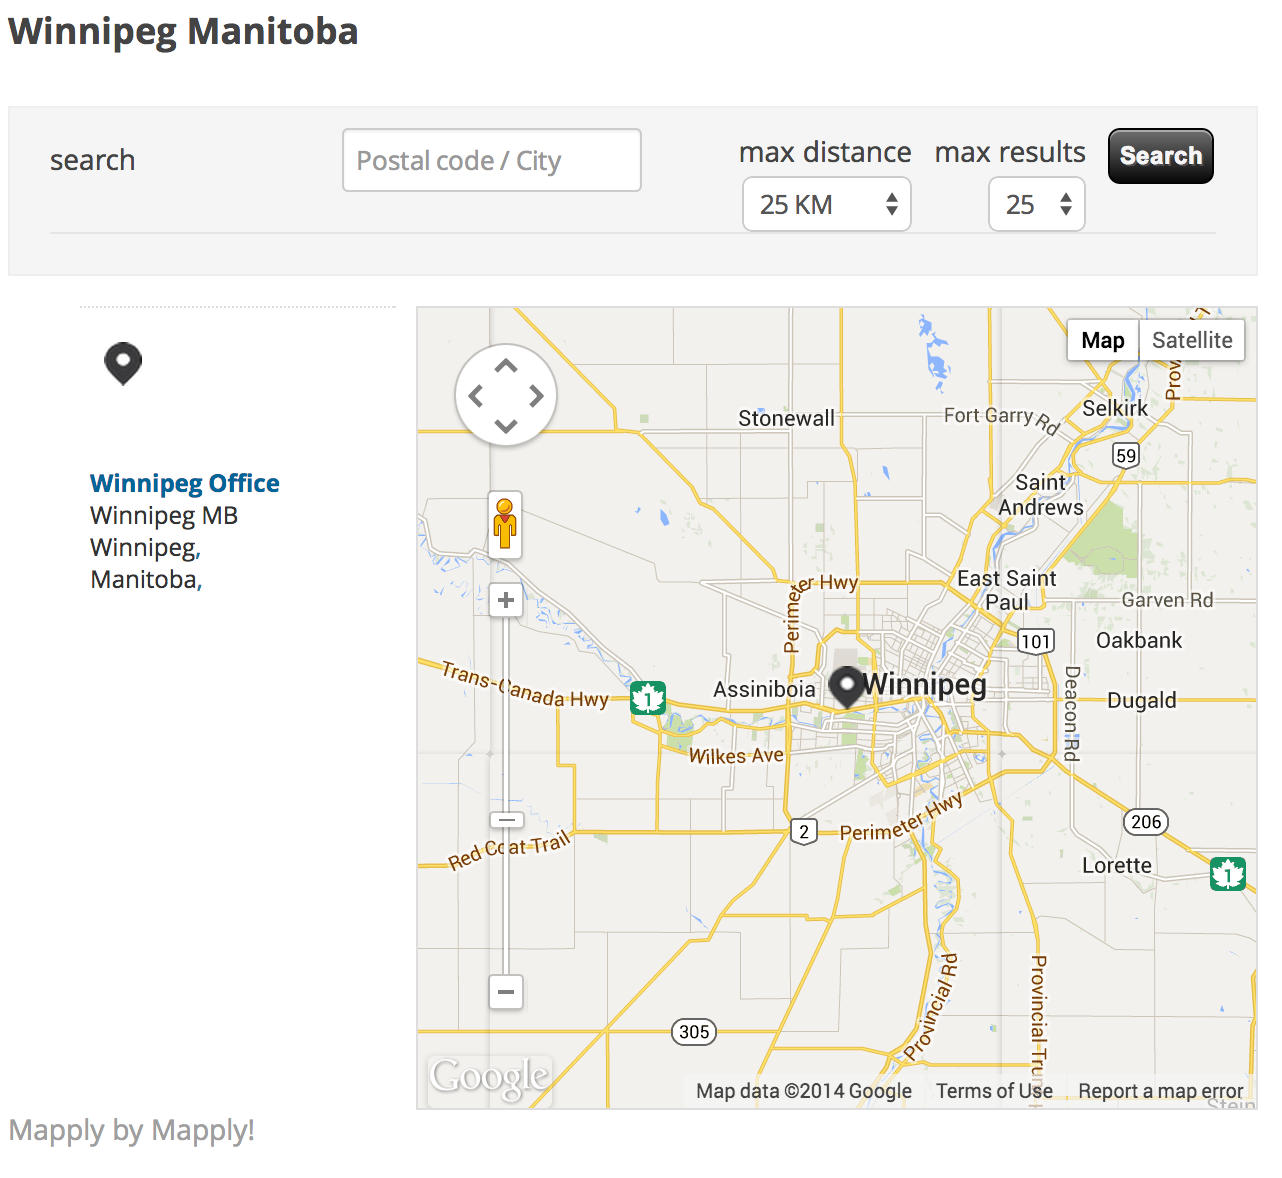 Winnipeg Manitoba
search
Postal code / City
max distance
max results
Search
25 KM
25
Winnipeg Office
Winnipeg MB
Winnipeg,
Manitoba,
Map
Satellite
Stonewall
Fort Garry Rd
Selkirk
59
Saint
Andrews
Perimeter Hwy
East Saint
Paul
Garven Rd
101
Oakbank
Trans-Canada Hwy
1
Assiniboia
Winnipeg
Deacon Rd
Dugald
Wilkes Ave
Red Coat Trail
2
Perimeter Hwy
206
Lorette
1
Provincial Rd
305
Google
Map data ©2014 Google
Terms of Use
Report a map error
Mapply by Mapply!